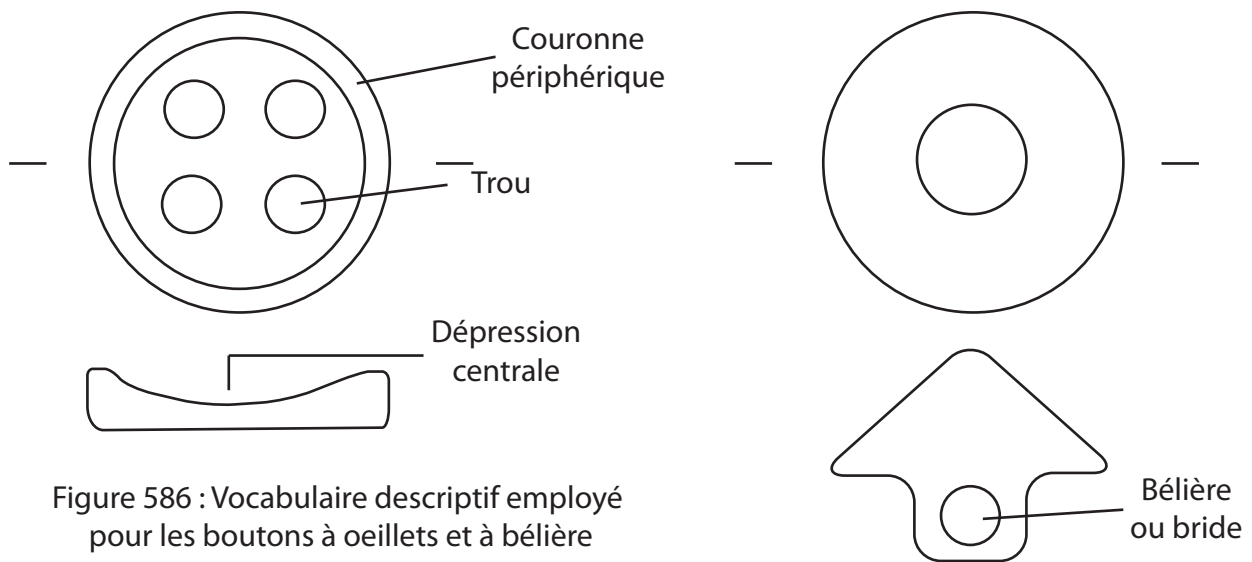 Couronne
périphérique
Trou
Dépression
centrale
Figure 586 : Vocabulaire descriptif employé
pour les boutons à oeillets et à bélière
Bélière
ou bride